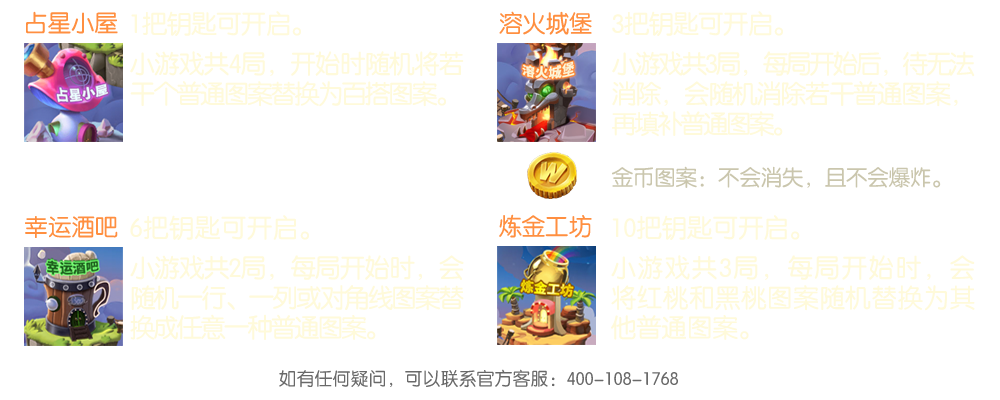 占星小屋 1把钥匙可开启。
小游戏共4局，开始时随机将若
干个普通图案替换为占塔图案。
占星小屋
溶火城堡 3把钥匙可开启。
小游戏共3局，每局开始后，待无法
消除，会随机消除若干普通图案，
再填补普通图案。
溶火城堡
金币图案：不会消失，且不会爆炸。
幸运酒吧 6把钥匙可开启。
小游戏共2局，每局开始时，会
随机一行、一列或对角线图案替
换成任意一种普通图案。
幸运酒吧
炼金工坊 10把钥匙可开启。
小游戏共3局，每局开始时，会
将红桃和黑桃图案随机替换为其
他普通图案。
炼金工坊
如有任何疑问，可以联系官方客服：400-108-1768